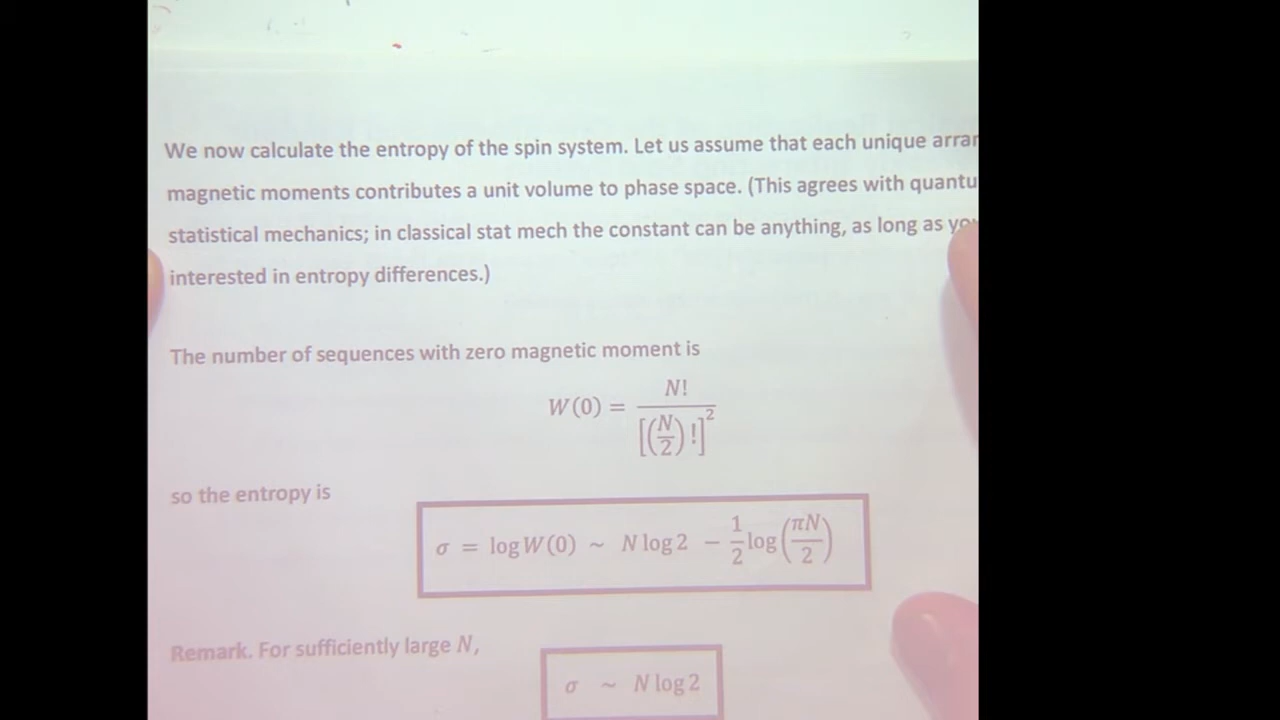 We now calculate the entropy of the spin system. Let us assume that each unique
magnetic moments contributes a unit volume to phase space. (This agrees with
statistical mechanics; in classical stat mech the constant can be anything, as long as
interested in entropy differences.)
The number of sequences with zero magnetic moment is
W(0) = N! / [(N/2)!]²
so the entropy is
σ = log W(0) ~ N log 2 − 1/2 log(πN/2)
Remark. For sufficiently large N,
σ ~ N log 2